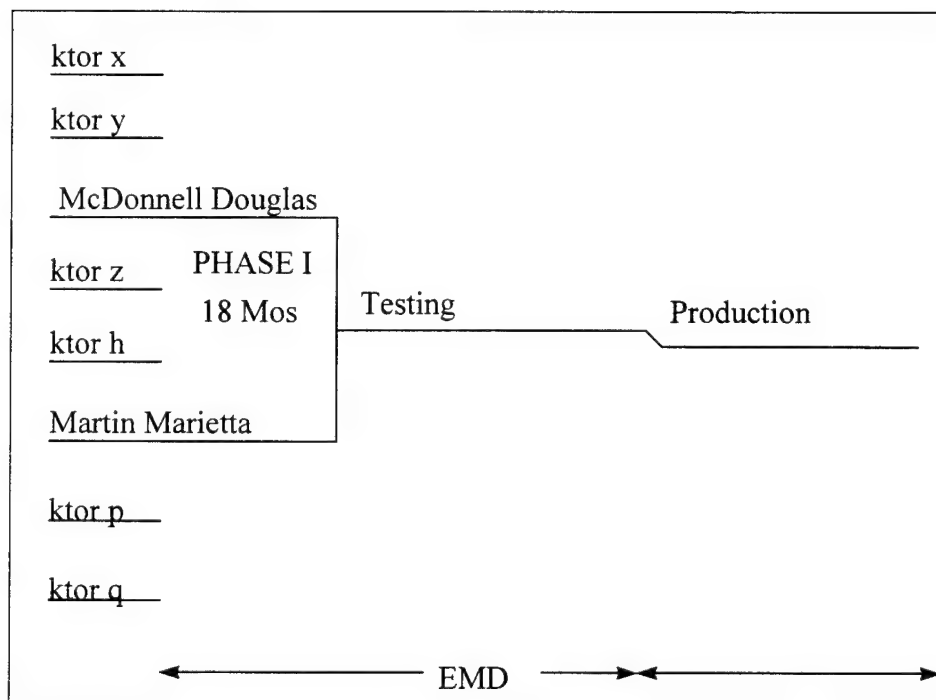 ktor x
ktor y
McDonnell Douglas
ktor z
PHASE I
18 Mos
Testing
Production
ktor h
Martin Marietta
ktor p
ktor q
EMD